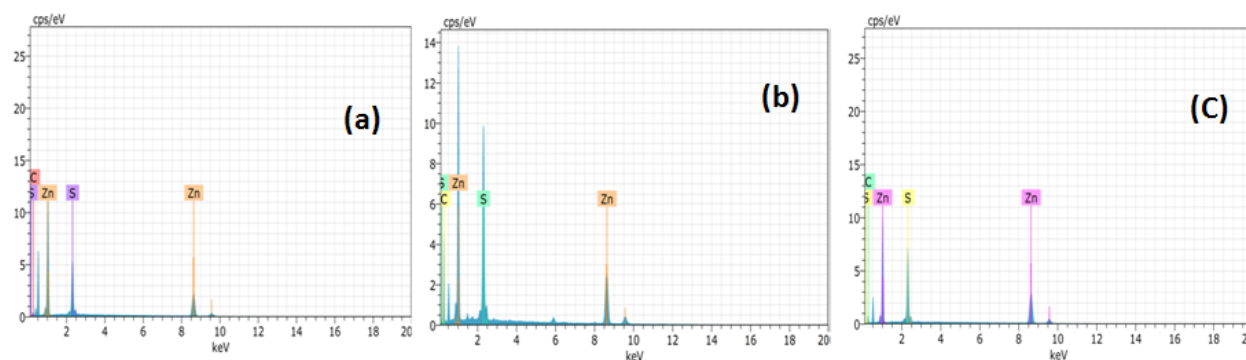 cps/eV
25
20
15
10
5
0
C
S Zn S Zn
(a)
2 4 6 8 10 12 14 16 18 20
keV
cps/eV
14
12
10
8
6
4
2
0
S Zn
C S Zn
(b)
2 4 6 8 10 12 14 16 18 20
keV
cps/eV
25
20
15
10
5
0
C
S Zn S Zn
(C)
2 4 6 8 10 12 14 16 18 2
keV